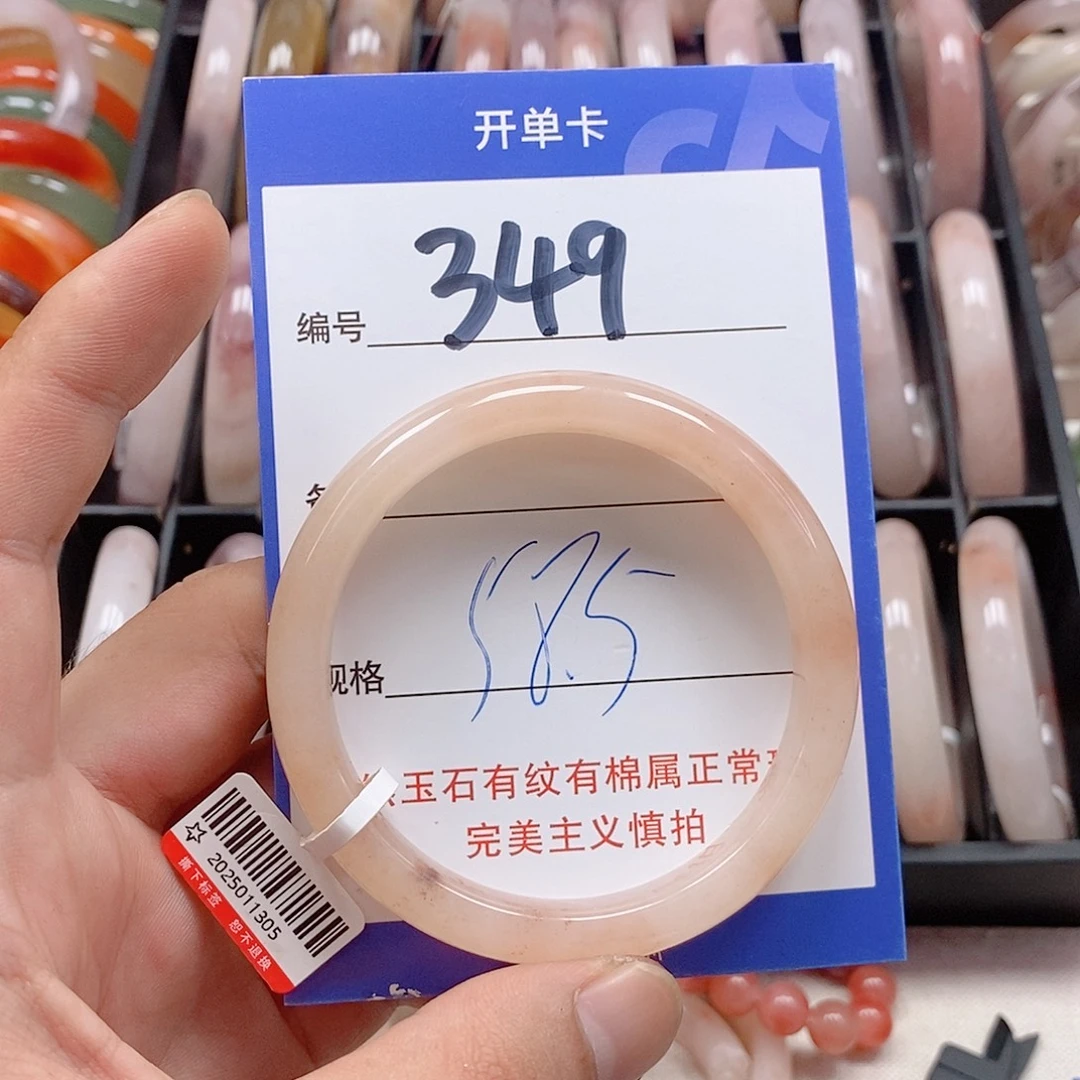 开单卡
编号 349
规格 58.5
玉石有纹有棉属正常
完美主义慎拍
2025011305
撕下标签 恕不退换